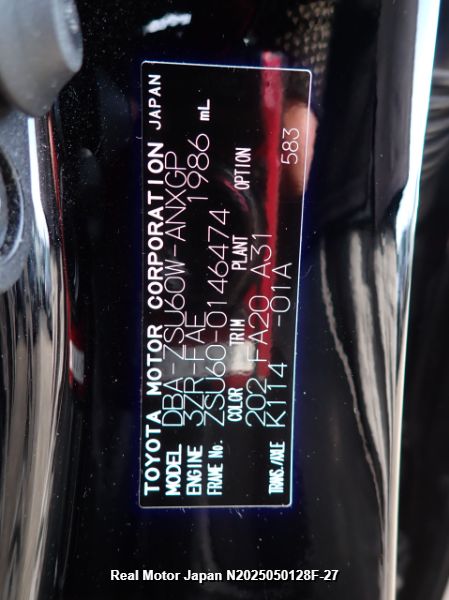 TOYOTA MOTOR CORPORATION JAPAN
MODEL DBA-ZSU60W-ANXGP
ENGINE 3ZR-FAE 1986 mL
FRAME No. ZSU60-0146474
COLOR TRIM PLANT OPTION
202 FA20 A31
TRANS./AXLE K114 -01A 583
Real Motor Japan N2025050128F-27